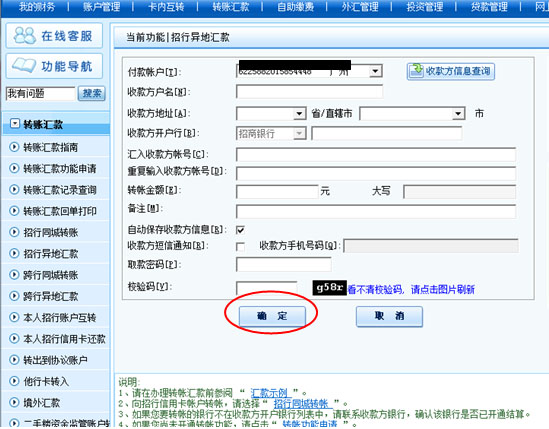 我的财务 账户管理 卡内互转 转账汇款 自助缴费 外汇管理 投资管理 贷款管理 网
在线客服
功能导航
我有问题 搜索
转账汇款
转账汇款指南
转账汇款功能申请
转账汇款记录查询
转账汇款回单打印
招行同城转账
招行异地汇款
跨行同城转账
跨行异地汇款
本人招行账户互转
本人招行信用卡还款
转出到协议账户
他行卡转入
境外汇款
二手楼资金监管账户转
当前功能|招行异地汇款
付款帐户[T]: 广州 收款方信息查询
收款方户名[N]:
收款方地址[A]: 省/直辖市 市
收款方开户行[B]: 招商银行
汇入收款方帐号[C]:
重复输入收款方帐号[D]:
转帐金额[E]: 元 大写
备注[M]:
自动保存收款方信息[R]:
收款方短信通知[R]: 收款方手机号码[Q]:
取款密码[P]:
校验码[V]: g58r 看不清校验码, 请点击图片刷新
确 定 取 消
说明:
1、请在办理转帐汇款前参阅 “ 汇款示例 ”。
2、向招行信用卡帐户转帐，请选择“ 招行同城转帐 ”。
3、如果您要转帐的银行不在收款方开户银行列表中，请联系收款方银行，确认该银行是否已开通结算。
4、如果您尚未开通转帐功能，请点击“ 转帐功能申请 ”。